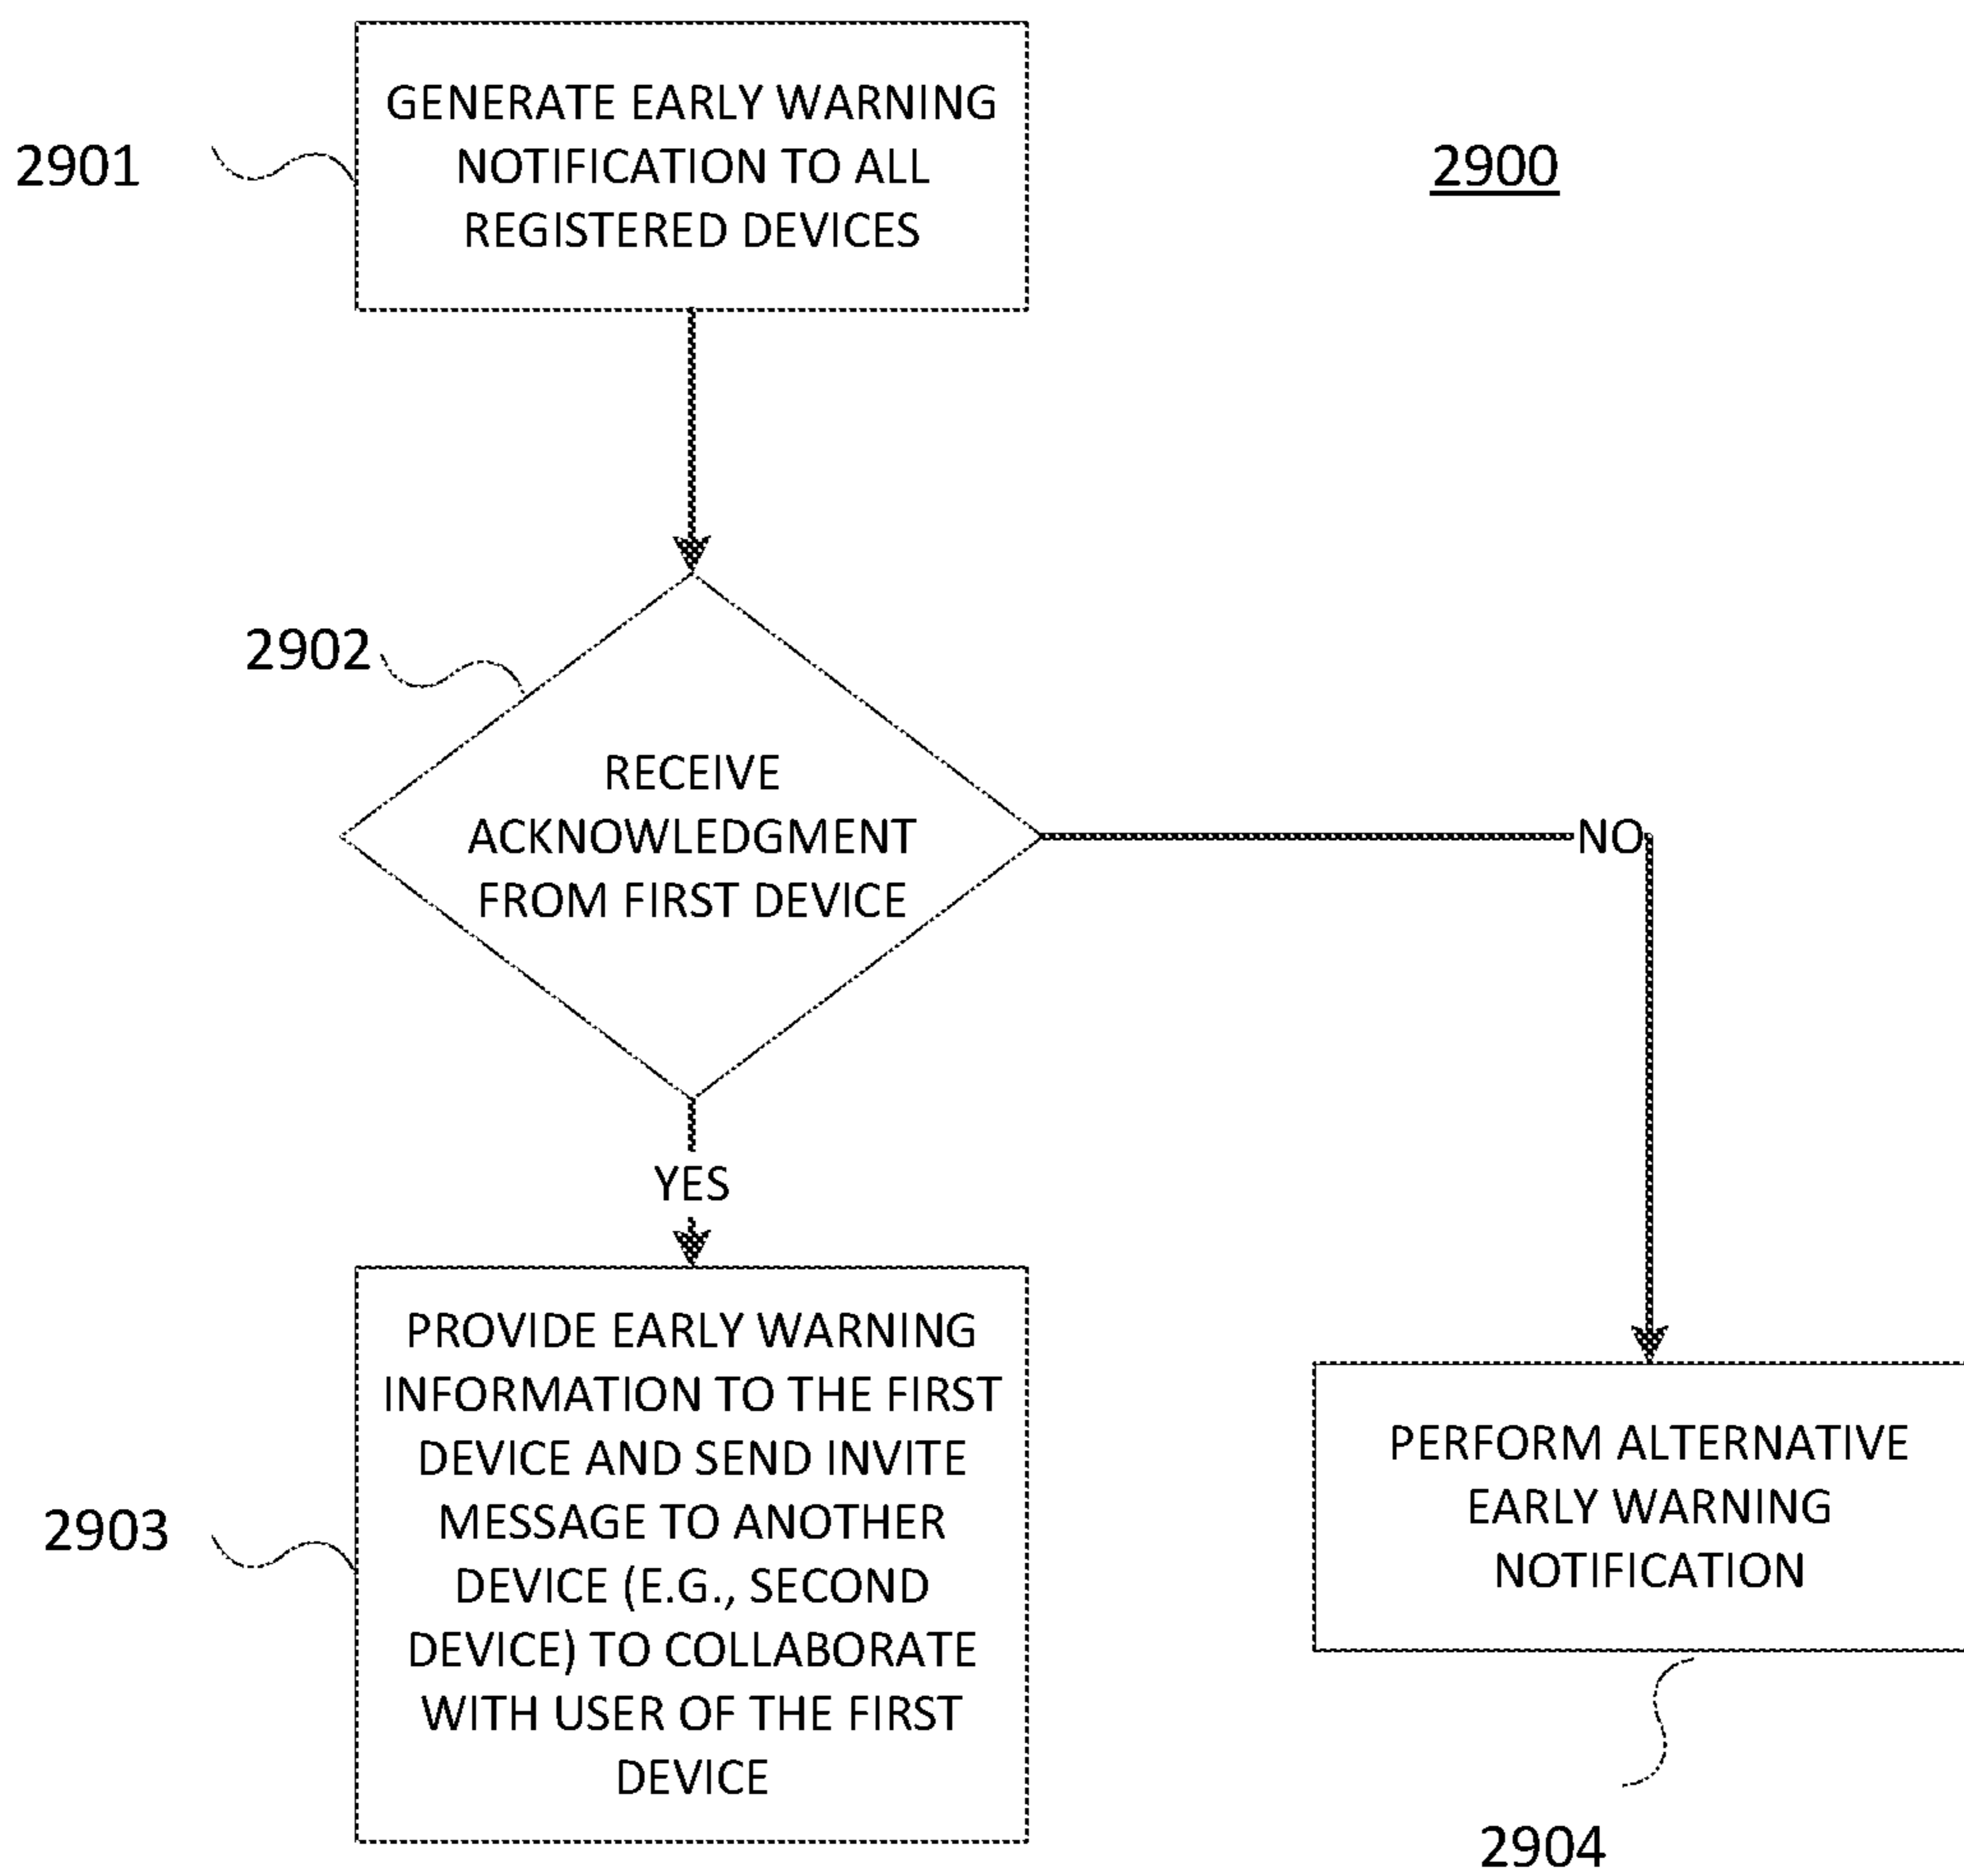 GENERATE EARLY WARNING
NOTIFICATION TO ALL
REGISTERED DEVICES
2901
2900
2902
RECEIVE
ACKNOWLEDGMENT
FROM FIRST DEVICE
NO
YES
PROVIDE EARLY WARNING
INFORMATION TO THE FIRST
DEVICE AND SEND INVITE
MESSAGE TO ANOTHER
DEVICE (E.G., SECOND
DEVICE) TO COLLABORATE
WITH USER OF THE FIRST
DEVICE
2903
PERFORM ALTERNATIVE
EARLY WARNING
NOTIFICATION
2904